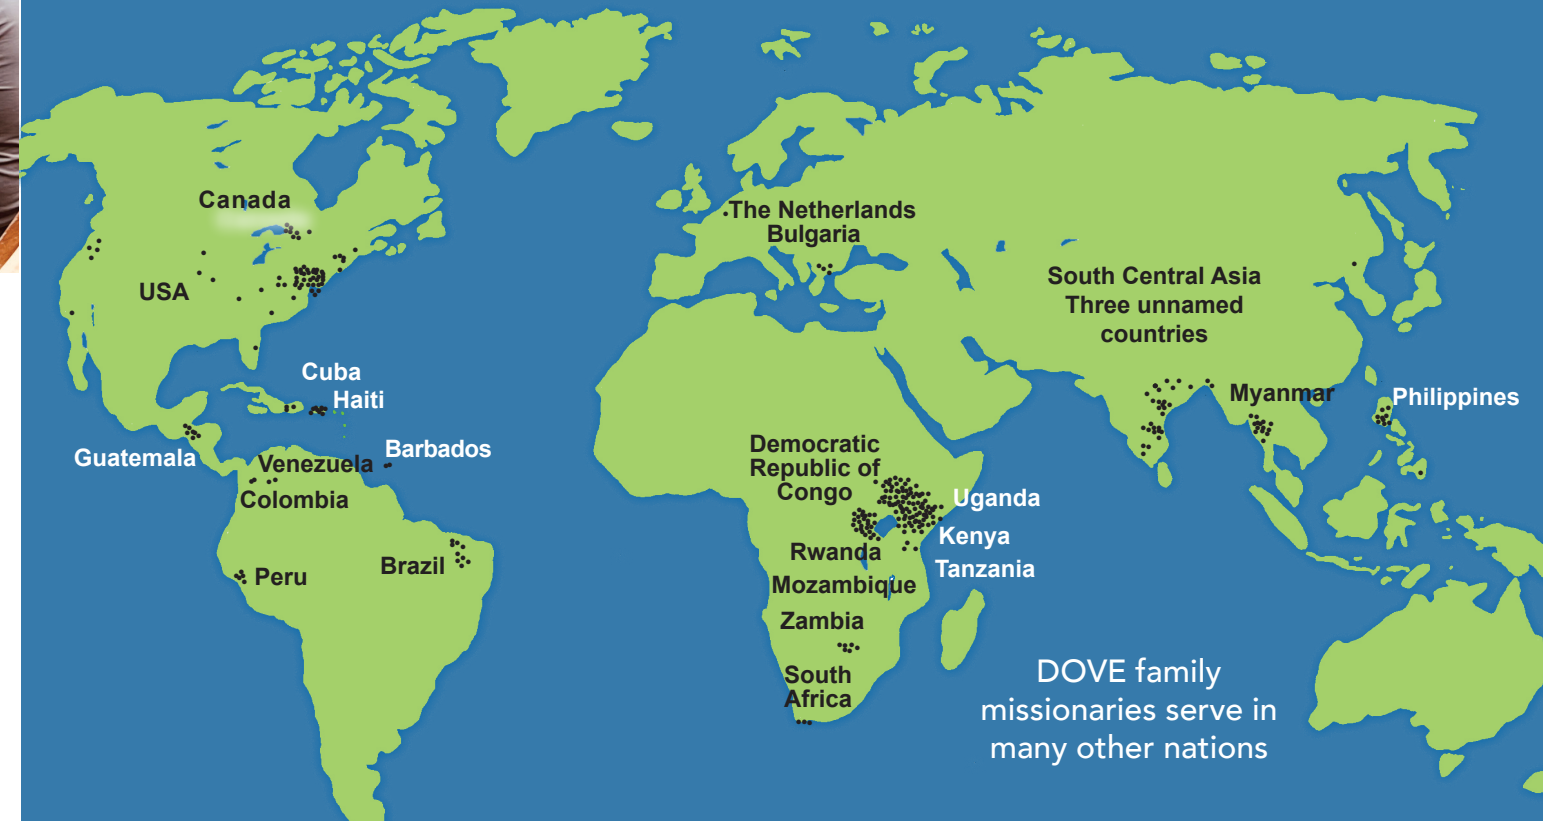 Canada
USA
Cuba
Haiti
Guatemala
Barbados
Venezuela
Colombia
Peru
Brazil
The Netherlands
Bulgaria
South Central Asia
Three unnamed
countries
Myanmar
Philippines
Democratic
Republic of
Congo
Uganda
Kenya
Rwanda
Tanzania
Mozambique
Zambia
South
Africa
DOVE family
missionaries serve in
many other nations